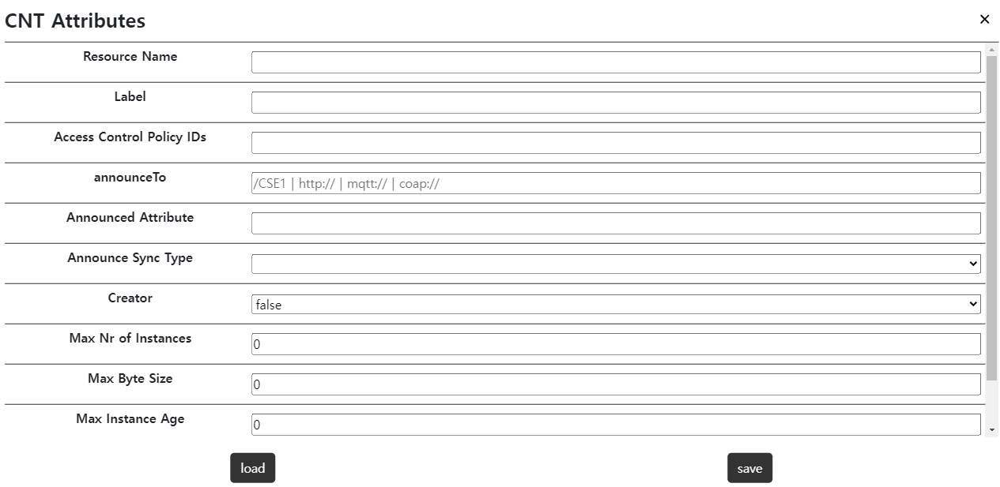 CNT Attributes
Resource Name
Label
Access Control Policy IDs
announceTo
/CSE1 | http:// | mqtt:// | coap://
Announced Attribute
Announce Sync Type
Creator
false
Max Nr of Instances
0
Max Byte Size
0
Max Instance Age
0
load
save